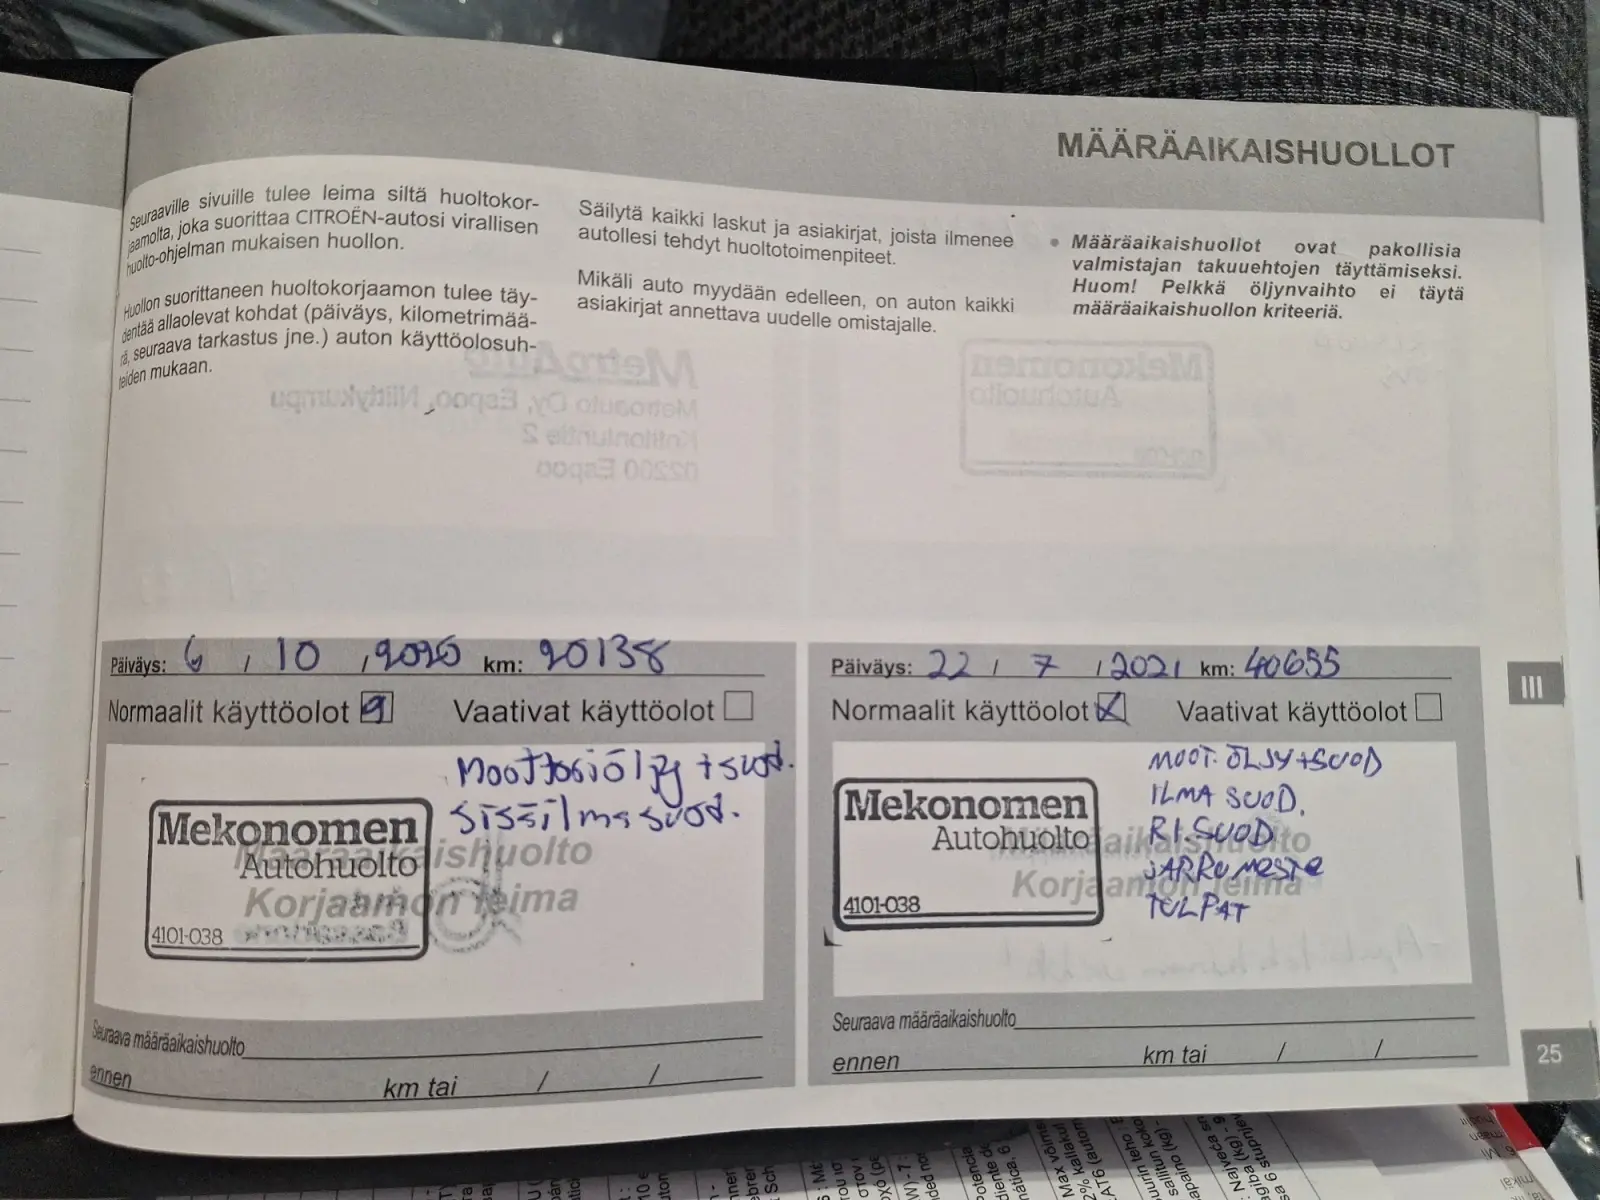 MÄÄRÄAIKAISHUOLLOT
Seuraaville sivuille tulee leima siltä huoltokor-
jaamolta, joka suorittaa CITROËN-autosi virallisen
huolto-ohjelman mukaisen huollon.
Huollon suorittaneen huoltokorjaamon tulee täy-
dentää allaolevat kohdat (päiväys, kilometrimää-
rä, seuraava tarkastus jne.) auton käyttöolosuh-
teiden mukaan.
Säilytä kaikki laskut ja asiakirjat, joista ilmenee
autollesi tehdyt huoltotoimenpiteet.
Mikäli auto myydään edelleen, on auton kaikki
asiakirjat annettava uudelle omistajalle.
• Määräaikaishuollot ovat pakollisia
valmistajan takuuehtojen täyttämiseksi.
Huom! Pelkkä öljynvaihto ei täytä
määräaikaishuollon kriteeriä.
Päiväys: 6 / 10 / 2020 km: 20138
Normaalit käyttöolot Vaativat käyttöolot
Moottoriöljy + suod.
sisäilmasuod.
Mekonomen
Autohuolto
4101-038
Määräaikaishuolto
Korjaamon leima
Seuraava määräaikaishuolto
ennen km tai / /
Päiväys: 22 / 7 / 2021 km: 40655
Normaalit käyttöolot X Vaativat käyttöolot
MOOT. ÖLJY+SUOD
ILMA SUOD.
RI SUOD
JARRUNESTE
TULPAT
Mekonomen
Autohuolto
4101-038
Määräaikaishuolto
Korjaamon leima
Seuraava määräaikaishuolto
ennen km tai / /
III
25